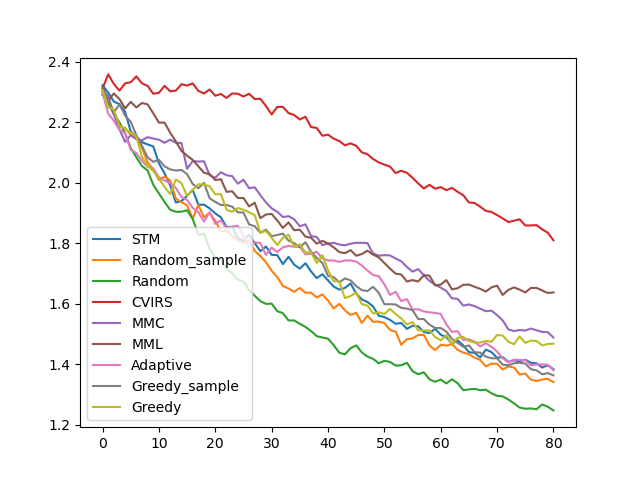 2.4
2.2
2.0
1.8
1.6
1.4
1.2
STM
Random_sample
Random
CVIRS
MMC
MML
Adaptive
Greedy_sample
Greedy
0 10 20 30 40 50 60 70 80